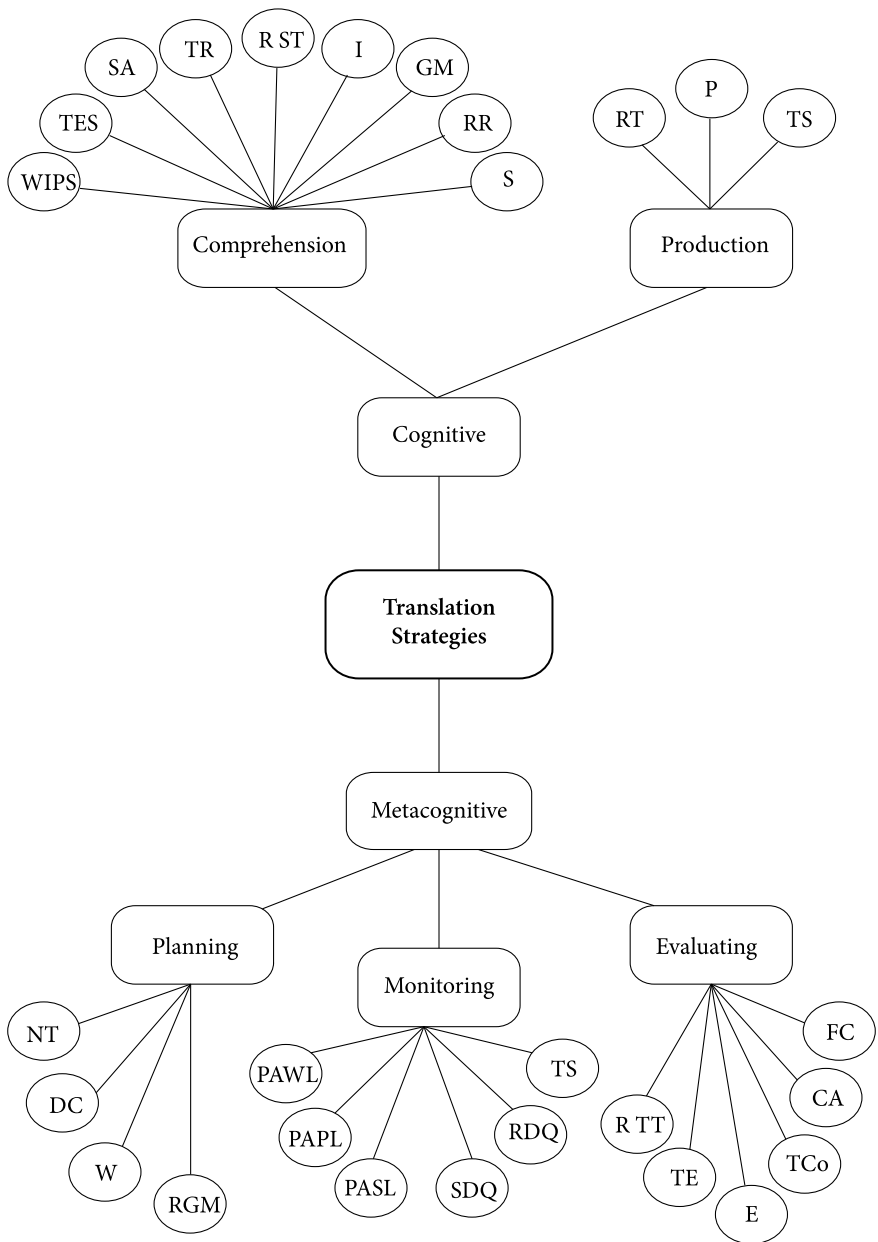 R ST
I
TR
SA
GM
P
RT
TS
TES
RR
WIPS
S
Comprehension
Production
Cognitive
Translation
Strategies
Metacognitive
Planning
Evaluating
Monitoring
NT
FC
PAWL
TS
DC
CA
PAPL
RDQ
R TT
W
TCo
TE
PASL
SDQ
RGM
E